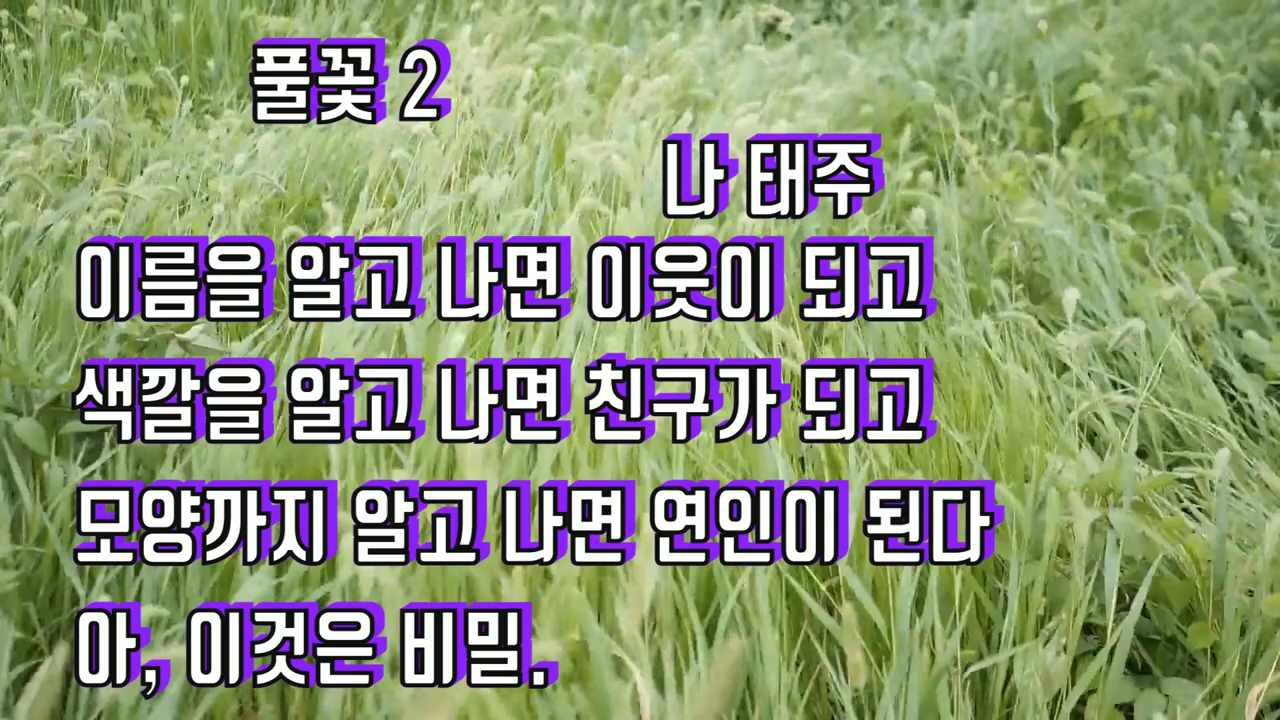 풀꽃 2
나 태주
이름을 알고 나면 이웃이 되고
색깔을 알고 나면 친구가 되고
모양까지 알고 나면 연인이 된다
아, 이것은 비밀.